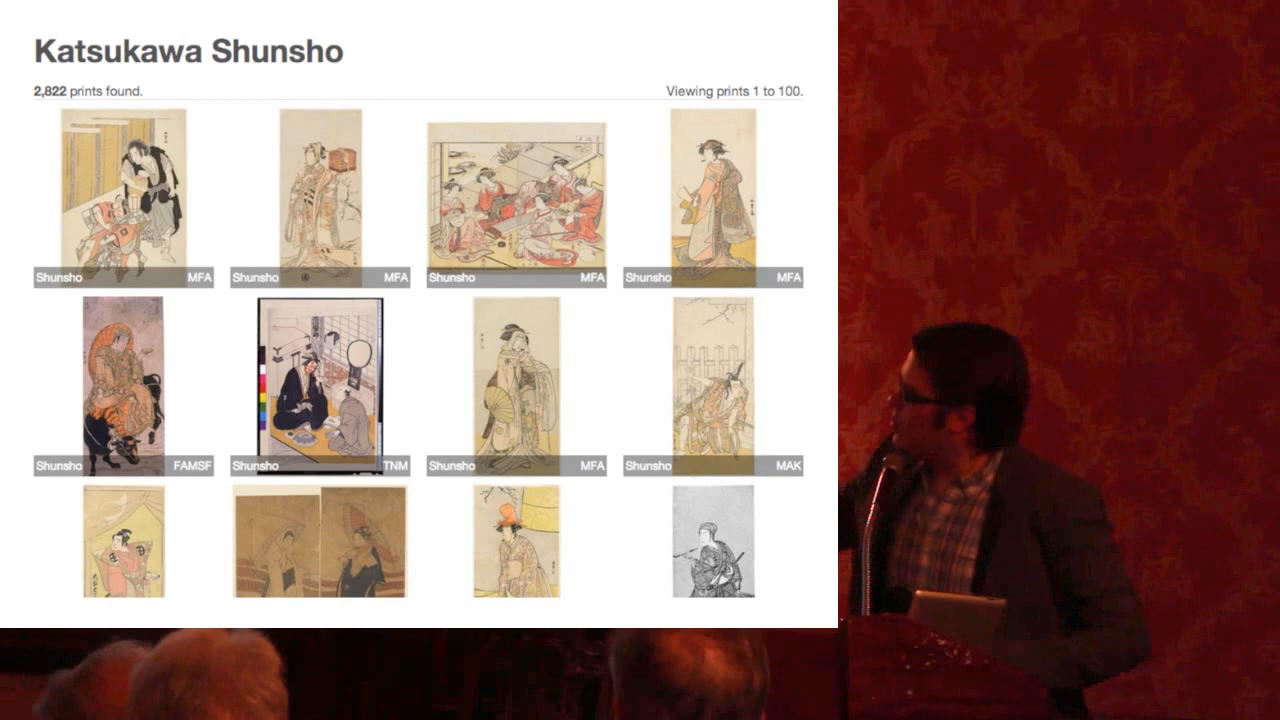 Katsukawa Shunsho
2,822 prints found.
Viewing prints 1 to 100.
Shunsho MFA
Shunsho MFA
Shunsho MFA
Shunsho MFA
Shunsho FAMSF
Shunsho TNM
Shunsho MFA
Shunsho MAK